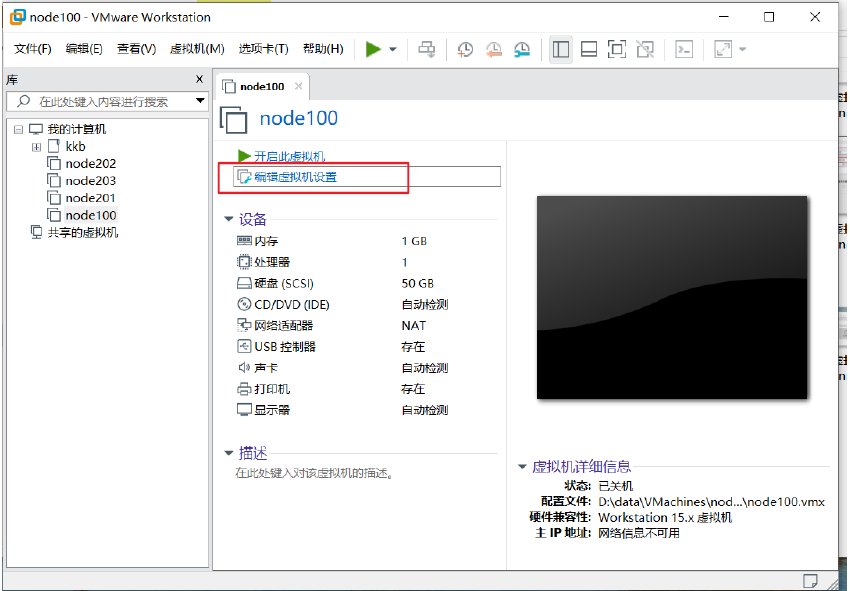 node100 - VMware Workstation
文件(F) 编辑(E) 查看(V) 虚拟机(M) 选项卡(T) 帮助(H)
库
在此处键入内容进行搜索
我的计算机
kkb
node202
node203
node201
node100
共享的虚拟机
node100
node100
开启此虚拟机
编辑虚拟机设置
设备
内存 1 GB
处理器 1
硬盘 (SCSI) 50 GB
CD/DVD (IDE) 自动检测
网络适配器 NAT
USB 控制器 存在
声卡 自动检测
打印机 存在
显示器 自动检测
描述
在此处键入对该虚拟机的描述。
虚拟机详细信息
状态: 已关机
配置文件: D:\data\VMachines\nod...\node100.vmx
硬件兼容性: Workstation 15.x 虚拟机
主 IP 地址: 网络信息不可用